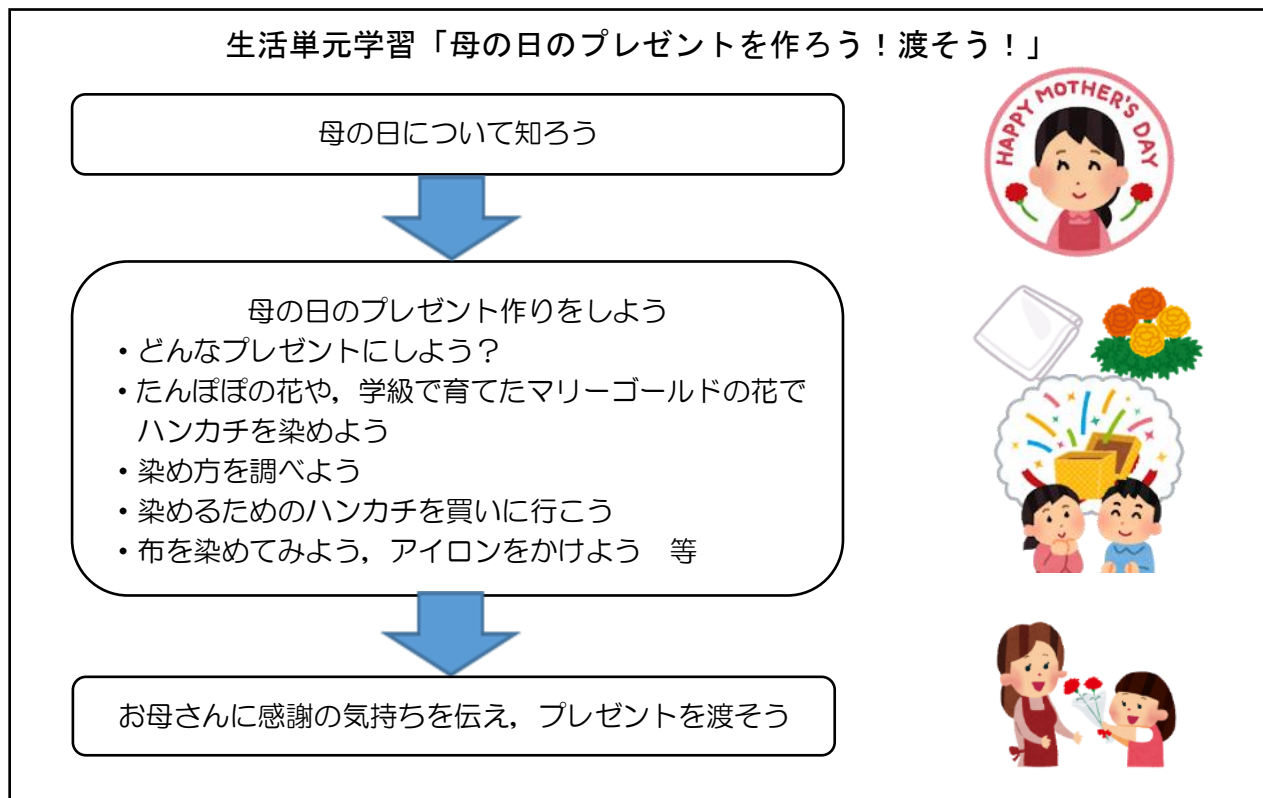 生活単元学習「母の日のプレゼントを作ろう！渡そう！」
母の日について知ろう
HAPPY MOTHER'S DAY
母の日のプレゼント作りをしよう
・どんなプレゼントにしよう？
・たんぽぽの花や，学級で育てたマリーゴールドの花で
ハンカチを染めよう
・染め方を調べよう
・染めるためのハンカチを買いに行こう
・布を染めてみよう，アイロンをかけよう　等
お母さんに感謝の気持ちを伝え，プレゼントを渡そう